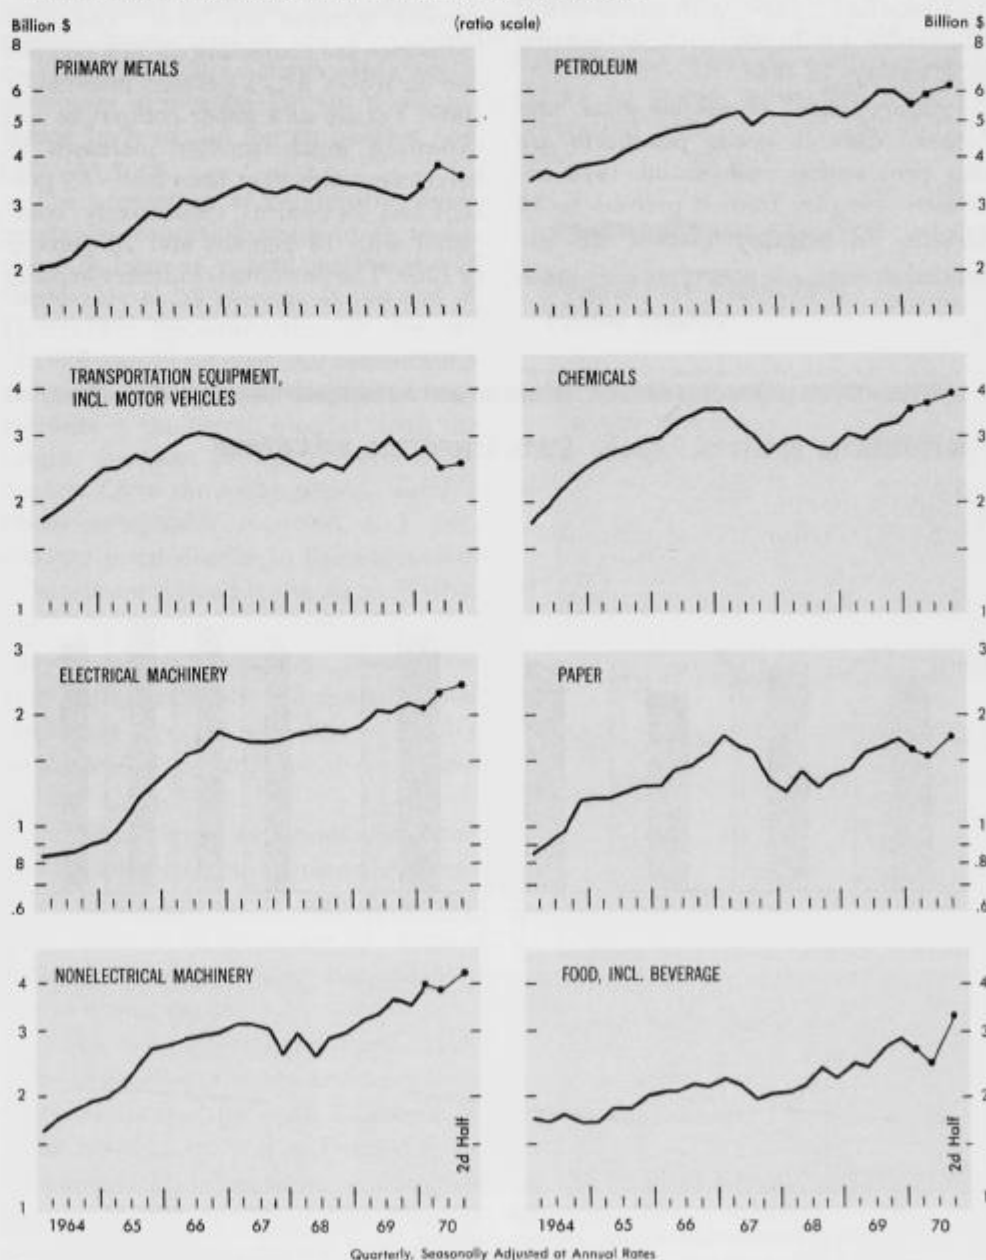 Billion $ (ratio scale) Billion $
8 8
PRIMARY METALS PETROLEUM
6 6
5 5
4 4
3 3
2 2
TRANSPORTATION EQUIPMENT,
INCL. MOTOR VEHICLES
CHEMICALS
4 4
3 3
2 2
1 1
3 3
ELECTRICAL MACHINERY PAPER
2 2
1 1
.8 .8
.6 .6
NONELECTRICAL MACHINERY FOOD, INCL. BEVERAGE
4 4
3 3
2 2
2d Half 2d Half
1 1
1964 65 66 67 68 69 70 1964 65 66 67 68 69 70
Quarterly, Seasonally Adjusted at Annual Rates